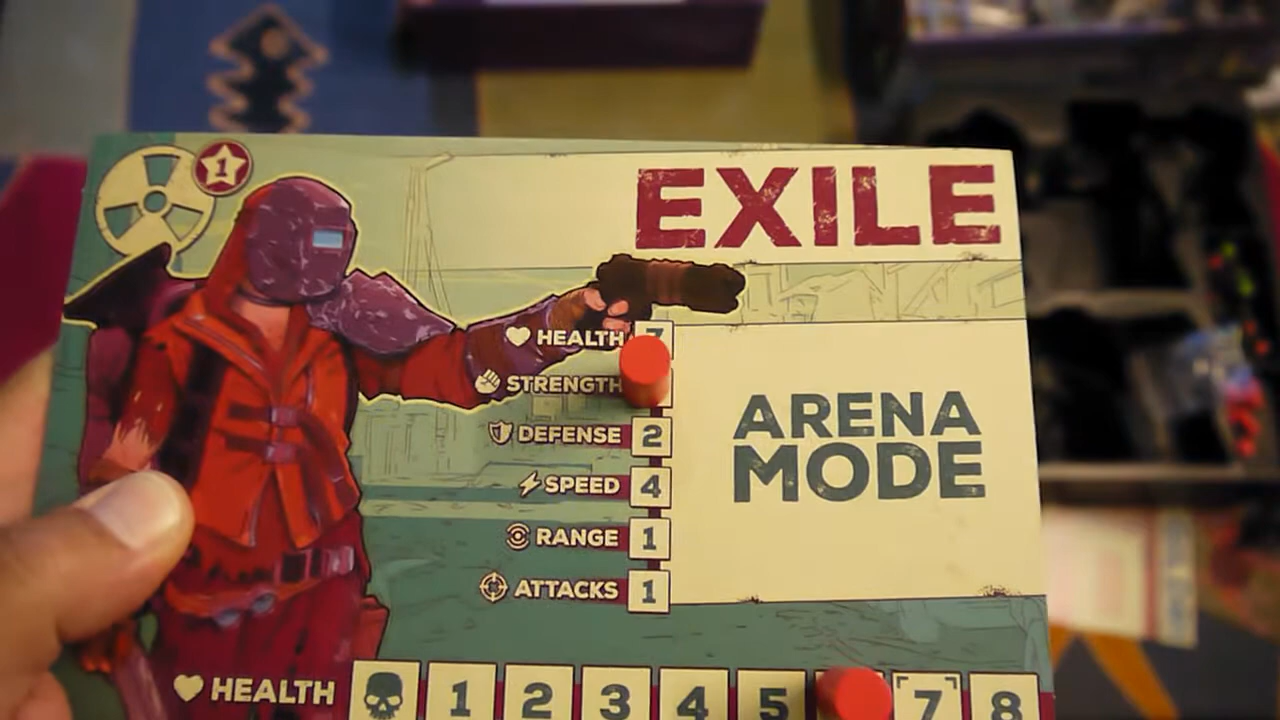 1
EXILE
HEALTH 7
STRENGTH
DEFENSE 2
SPEED 4
RANGE 1
ATTACKS 1
ARENA
MODE
HEALTH 1 2 3 4 5 7 8